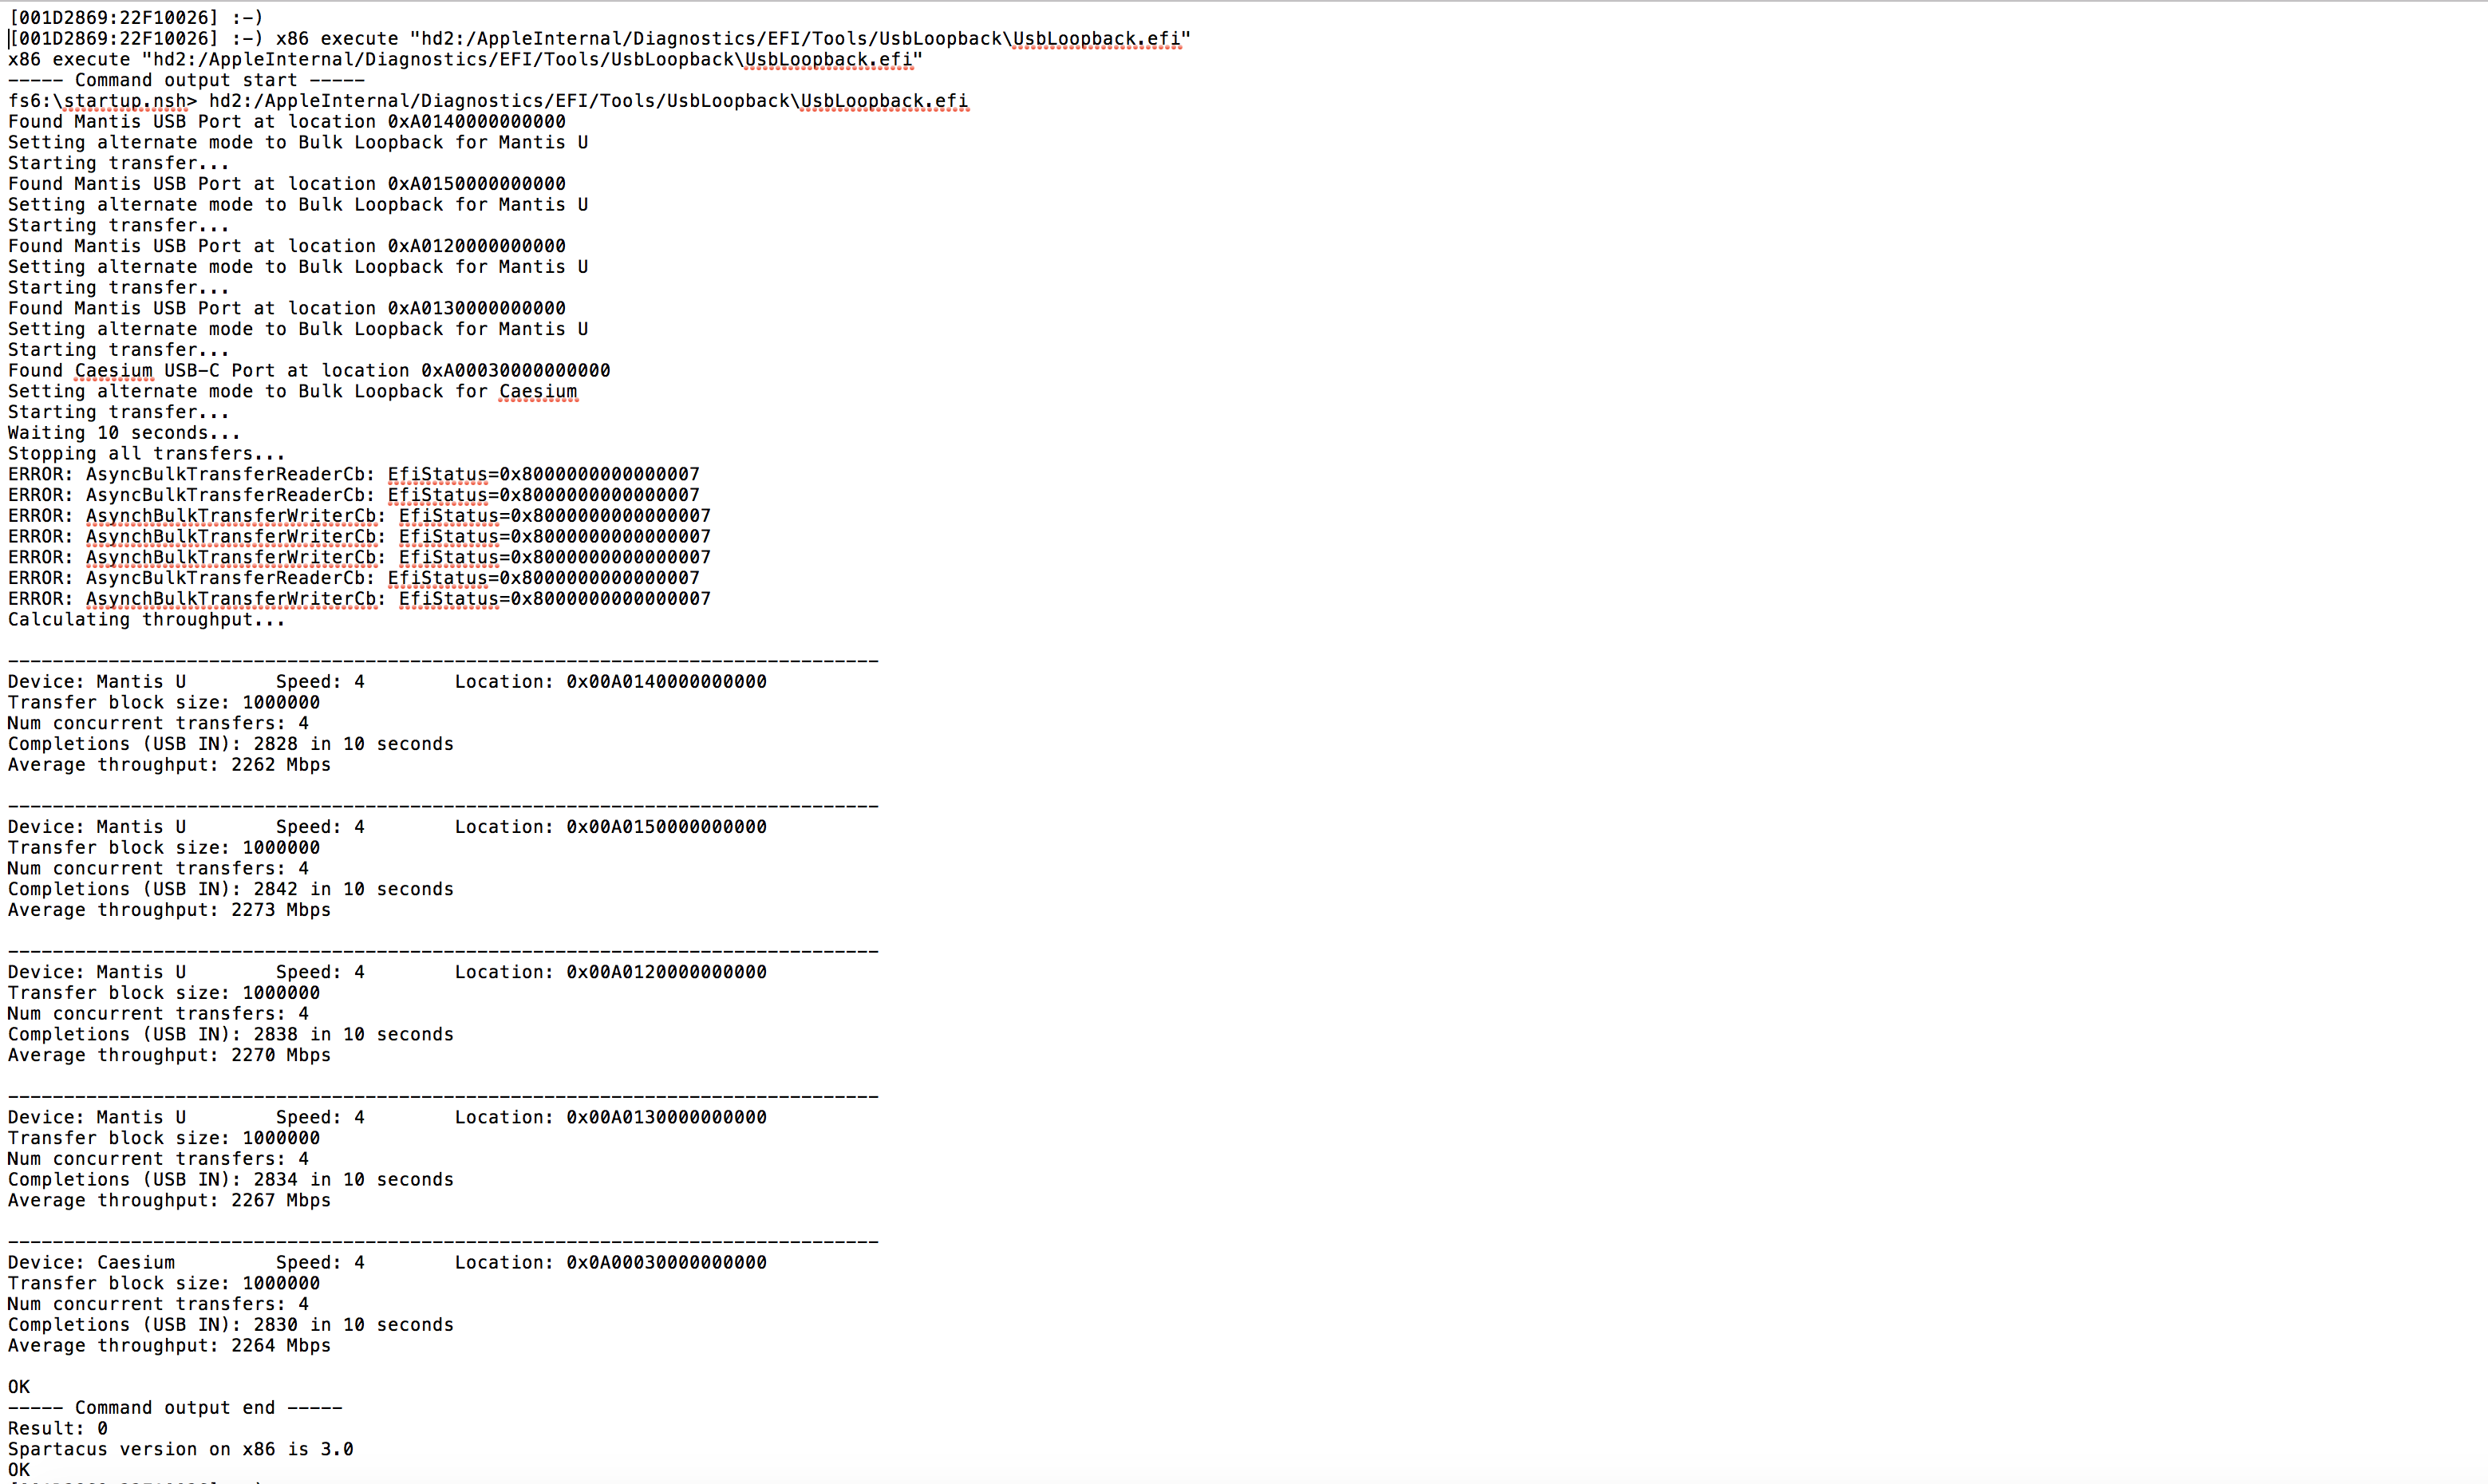 [001D2869:22F10026] :-)
[001D2869:22F10026] :-) x86 execute "hd2:/AppleInternal/Diagnostics/EFI/Tools/UsbLoopback\UsbLoopback.efi"
x86 execute "hd2:/AppleInternal/Diagnostics/EFI/Tools/UsbLoopback\UsbLoopback.efi"
----- Command output start -----
fs6:\startup.nsh> hd2:/AppleInternal/Diagnostics/EFI/Tools/UsbLoopback\UsbLoopback.efi
Found Mantis USB Port at location 0xA0140000000000
Setting alternate mode to Bulk Loopback for Mantis U
Starting transfer...
Found Mantis USB Port at location 0xA0150000000000
Setting alternate mode to Bulk Loopback for Mantis U
Starting transfer...
Found Mantis USB Port at location 0xA0120000000000
Setting alternate mode to Bulk Loopback for Mantis U
Starting transfer...
Found Mantis USB Port at location 0xA0130000000000
Setting alternate mode to Bulk Loopback for Mantis U
Starting transfer...
Found Caesium USB-C Port at location 0xA00030000000000
Setting alternate mode to Bulk Loopback for Caesium
Starting transfer...
Waiting 10 seconds...
Stopping all transfers...
ERROR: AsyncBulkTransferReaderCb: EfiStatus=0x8000000000000007
ERROR: AsyncBulkTransferReaderCb: EfiStatus=0x8000000000000007
ERROR: AsynchBulkTransferWriterCb: EfiStatus=0x8000000000000007
ERROR: AsynchBulkTransferWriterCb: EfiStatus=0x8000000000000007
ERROR: AsynchBulkTransferWriterCb: EfiStatus=0x8000000000000007
ERROR: AsyncBulkTransferReaderCb: EfiStatus=0x8000000000000007
ERROR: AsynchBulkTransferWriterCb: EfiStatus=0x8000000000000007
Calculating throughput...
------------------------------------------------------------------------------
Device: Mantis U        Speed: 4        Location: 0x00A0140000000000
Transfer block size: 1000000
Num concurrent transfers: 4
Completions (USB IN): 2828 in 10 seconds
Average throughput: 2262 Mbps
------------------------------------------------------------------------------
Device: Mantis U        Speed: 4        Location: 0x00A0150000000000
Transfer block size: 1000000
Num concurrent transfers: 4
Completions (USB IN): 2842 in 10 seconds
Average throughput: 2273 Mbps
------------------------------------------------------------------------------
Device: Mantis U        Speed: 4        Location: 0x00A0120000000000
Transfer block size: 1000000
Num concurrent transfers: 4
Completions (USB IN): 2838 in 10 seconds
Average throughput: 2270 Mbps
------------------------------------------------------------------------------
Device: Mantis U        Speed: 4        Location: 0x00A0130000000000
Transfer block size: 1000000
Num concurrent transfers: 4
Completions (USB IN): 2834 in 10 seconds
Average throughput: 2267 Mbps
------------------------------------------------------------------------------
Device: Caesium         Speed: 4        Location: 0x0A00030000000000
Transfer block size: 1000000
Num concurrent transfers: 4
Completions (USB IN): 2830 in 10 seconds
Average throughput: 2264 Mbps
OK
----- Command output end -----
Result: 0
Spartacus version on x86 is 3.0
OK